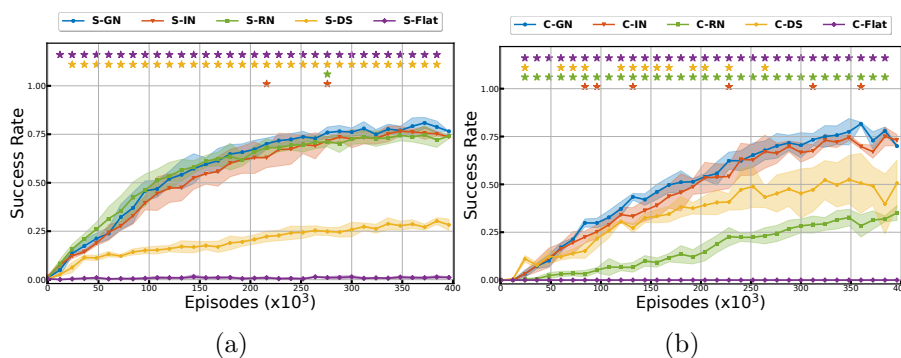 S-GN S-IN S-RN S-DS S-Flat
1.00
0.75
0.50
0.25
0.00
Success Rate
0 50 100 150 200 250 300 350 400
Episodes (x10³)
(a)
C-GN C-IN C-RN C-DS C-Flat
1.00
0.75
0.50
0.25
0.00
Success Rate
0 50 100 150 200 250 300 350 400
Episodes (x10³)
(b)